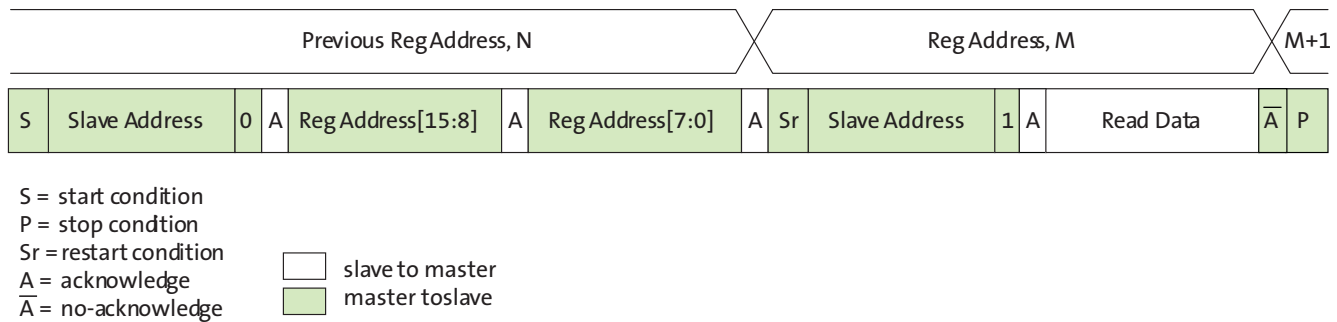 Previous Reg Address, N Reg Address, M M+1
S Slave Address 0 A Reg Address[15:8] A Reg Address[7:0] A Sr Slave Address 1 A Read Data A̅ P
S = start condition
P = stop condition
Sr = restart condition
A = acknowledge
A̅ = no-acknowledge
slave to master
master toslave